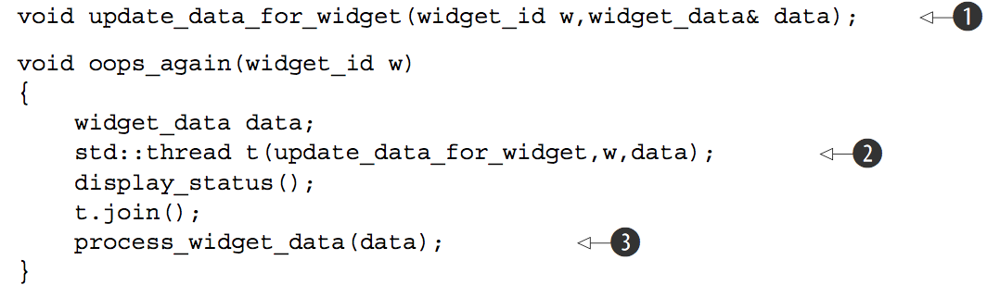 void update_data_for_widget(widget_id w,widget_data& data); 1
void oops_again(widget_id w)
{
    widget_data data;
    std::thread t(update_data_for_widget,w,data); 2
    display_status();
    t.join();
    process_widget_data(data); 3
}